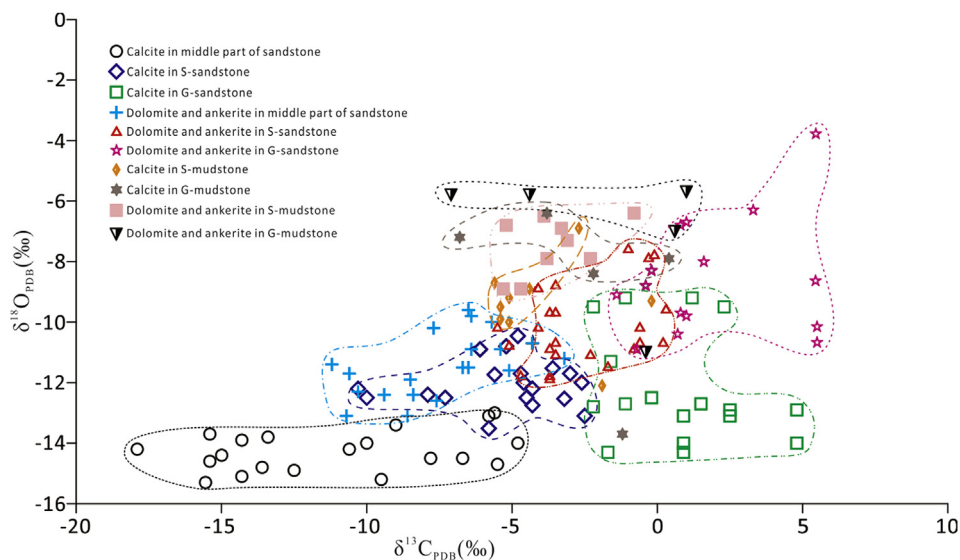 0
-2
-4
-6
-8
-10
-12
-14
-16
δ18OPDB(‰)
Calcite in middle part of sandstone
Calcite in S-sandstone
Calcite in G-sandstone
Dolomite and ankerite in middle part of sandstone
Dolomite and ankerite in S-sandstone
Dolomite and ankerite in G-sandstone
Calcite in S-mudstone
Calcite in G-mudstone
Dolomite and ankerite in S-mudstone
Dolomite and ankerite in G-mudstone
-20 -15 -10 -5 0 5 10
δ13CPDB(‰)